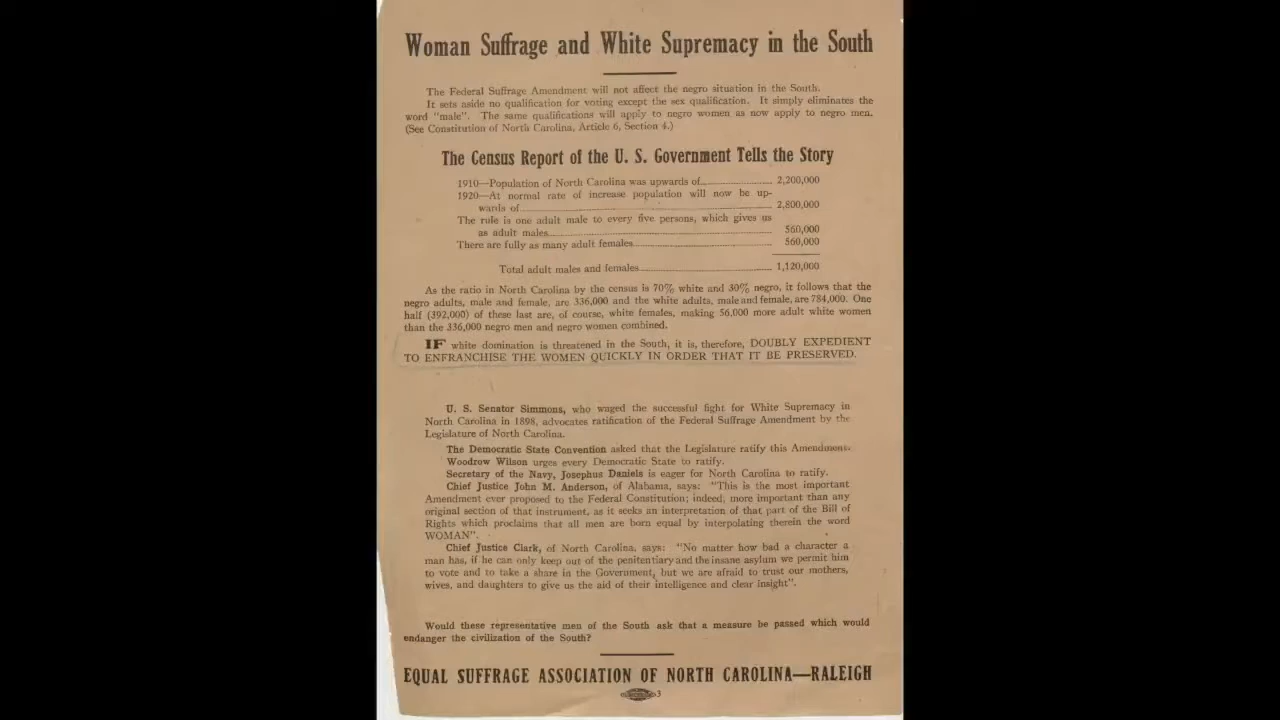 Woman Suffrage and White Supremacy in the South
The Federal Suffrage Amendment will not affect the negro situation in the South.
It sets aside no qualification for voting except the sex qualification. It simply eliminates the
word "male". The same qualifications will apply to negro women as now apply to negro men.
(See Constitution of North Carolina, Article 6, Section 4.)
The Census Report of the U. S. Government Tells the Story
1910—Population of North Carolina was upwards of 2,200,000
1920—At normal rate of increase population will now be up-
wards of 2,800,000
The rule is one adult male to every five persons, which gives us
as adult males 560,000
There are fully as many adult females 560,000
Total adult males and females 1,120,000
As the ratio in North Carolina by the census is 70% white and 30% negro, it follows that the
negro adults, male and female, are 336,000 and the white adults, male and female, are 784,000. One
half (392,000) of these last are, of course, white females, making 56,000 more adult white women
than the 336,000 negro men and negro women combined.
IF white domination is threatened in the South, it is, therefore, DOUBLY EXPEDIENT
TO ENFRANCHISE THE WOMEN QUICKLY IN ORDER THAT IT BE PRESERVED.
U. S. Senator Simmons, who waged the successful fight for White Supremacy in
North Carolina in 1898, advocates ratification of the Federal Suffrage Amendment by the
Legislature of North Carolina.
The Democratic State Convention asked that the Legislature ratify this Amendment.
Woodrow Wilson urges every Democratic State to ratify.
Secretary of the Navy, Josephus Daniels is eager for North Carolina to ratify.
Chief Justice John M. Anderson, of Alabama, says: "This is the most important
Amendment ever proposed to the Federal Constitution; indeed, more important than any
original section of that instrument, as it seeks an interpretation of that part of the Bill of
Rights which proclaims that all men are born equal by interpolating therein the word
WOMAN".
Chief Justice Clark, of North Carolina, says: "No matter how bad a character a
man has, if he can only keep out of the penitentiary and the insane asylum we permit him
to vote and to take a share in the Government, but we are afraid to trust our mothers,
wives, and daughters to give us the aid of their intelligence and clear insight".
Would these representative men of the South ask that a measure be passed which would
endanger the civilization of the South?
EQUAL SUFFRAGE ASSOCIATION OF NORTH CAROLINA—RALEIGH
3